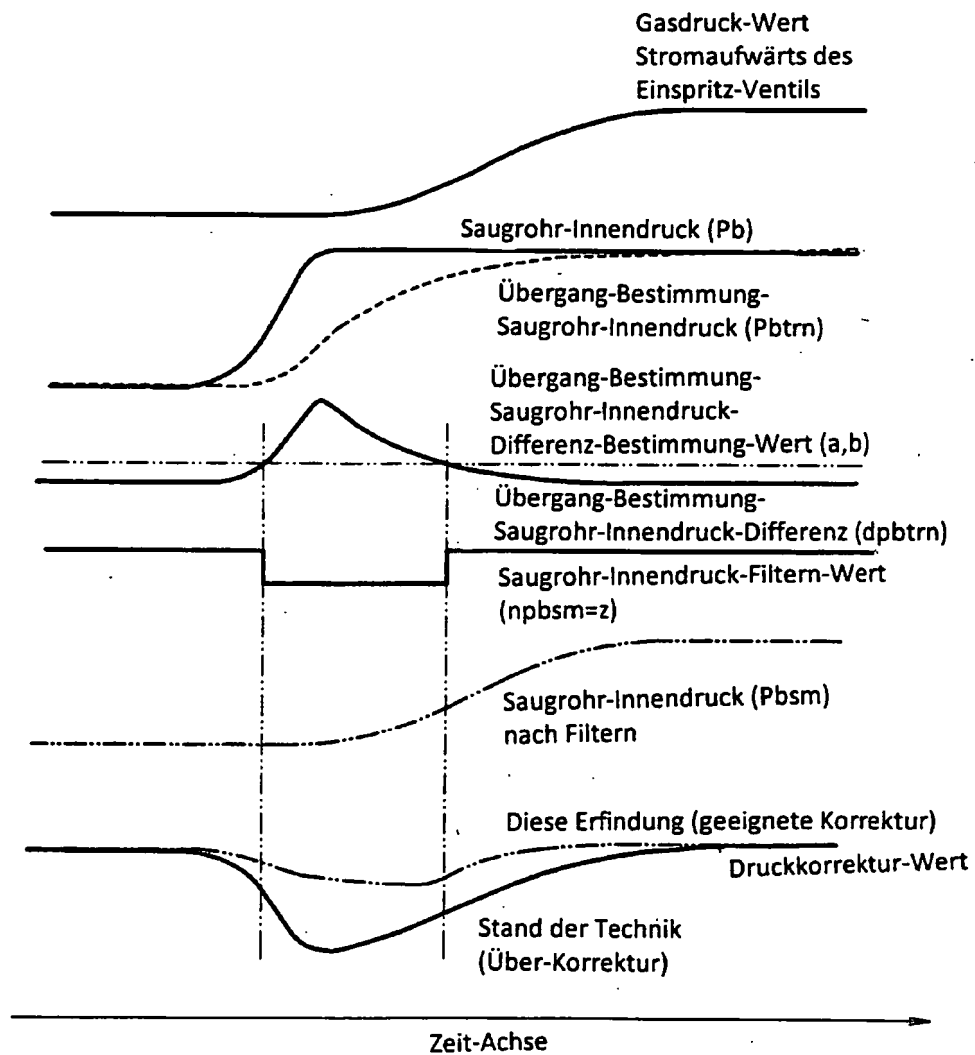 Gasdruck-Wert
Stromaufwärts des
Einspritz-Ventils
Saugrohr-Innendruck (Pb)
Übergang-Bestimmung-
Saugrohr-Innendruck (Pbtrn)
Übergang-Bestimmung-
Saugrohr-Innendruck-
Differenz-Bestimmung-Wert (a,b)
Übergang-Bestimmung-
Saugrohr-Innendruck-Differenz (dpbtrn)
Saugrohr-Innendruck-Filtern-Wert
(npbsm=z)
Saugrohr-Innendruck (Pbsm)
nach Filtern
Diese Erfindung (geeignete Korrektur)
Druckkorrektur-Wert
Stand der Technik
(Über-Korrektur)
Zeit-Achse